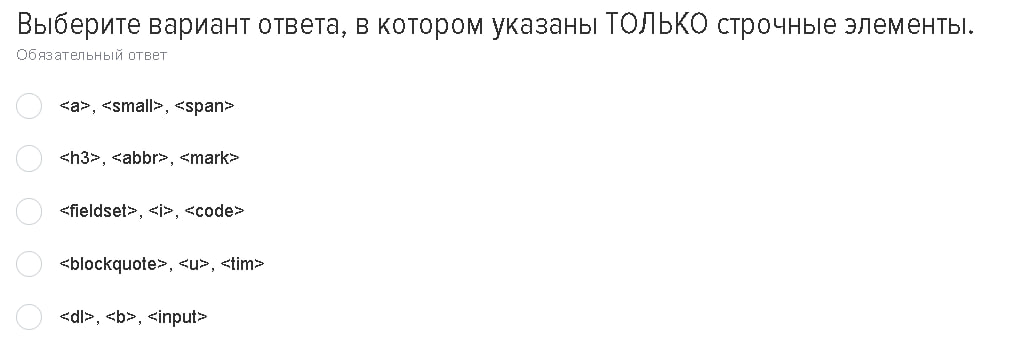 Выберите вариант ответа, в котором указаны ТОЛЬКО строчные элементы.
Обязательный ответ
<a>, <small>, <span>
<h3>, <abbr>, <mark>
<fieldset>, <i>, <code>
<blockquote>, <u>, <tim>
<dl>, <b>, <input>